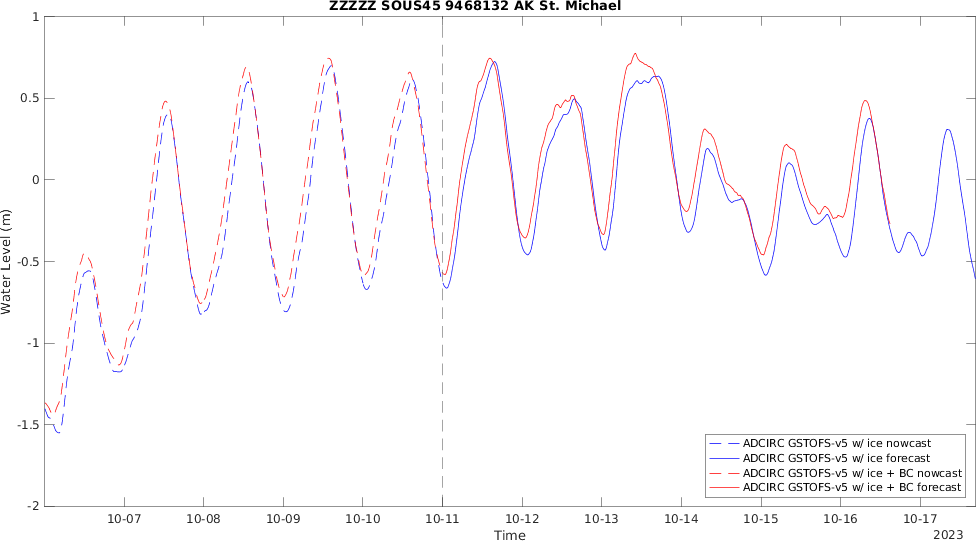 ZZZZZ SOUS45 9468132 AK St. Michael
1
0.5
0
-0.5
-1
-1.5
-2
Water Level (m)
10-07 10-08 10-09 10-10 10-11 10-12 10-13 10-14 10-15 10-16 10-17
Time
2023
ADCIRC GSTOFS-v5 w/ ice nowcast
ADCIRC GSTOFS-v5 w/ ice forecast
ADCIRC GSTOFS-v5 w/ ice + BC nowcast
ADCIRC GSTOFS-v5 w/ ice + BC forecast